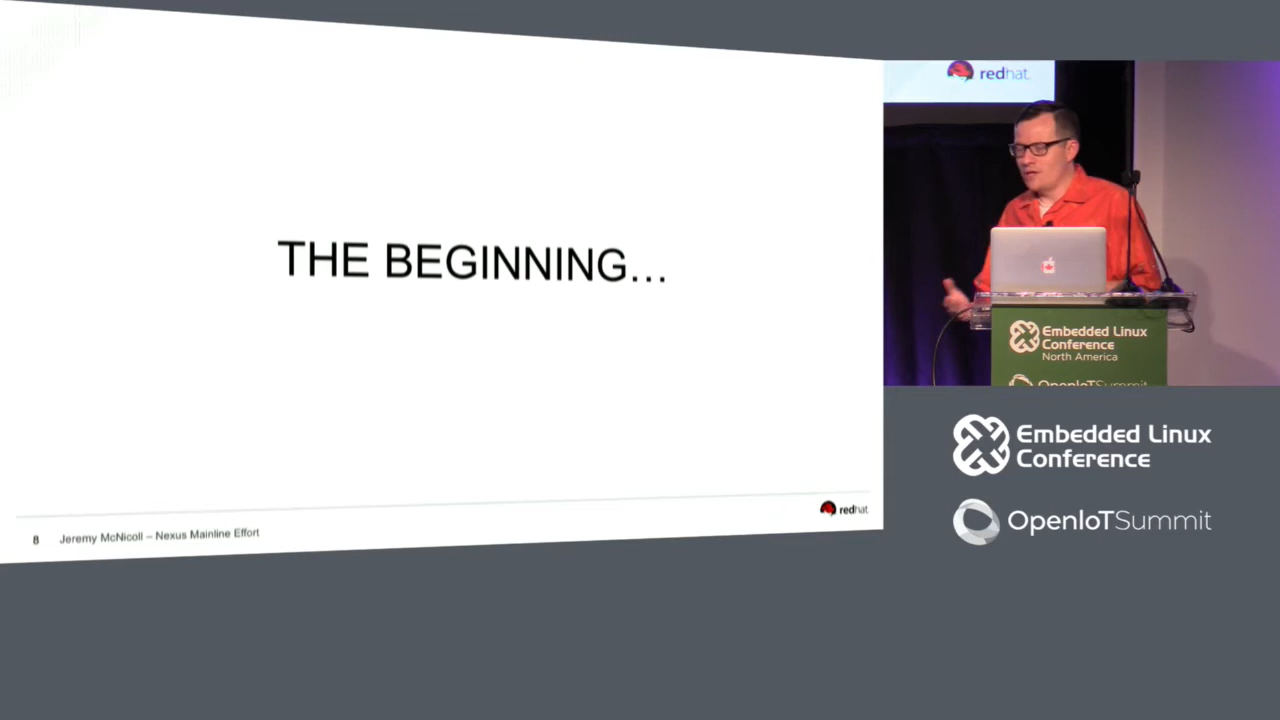 THE BEGINNING...
8 Jeremy McNicoll – Nexus Mainline Effort
redhat
redhat.
Embedded Linux
Conference
North America
OpenIoTSummit
Embedded Linux
Conference
OpenIoTSummit